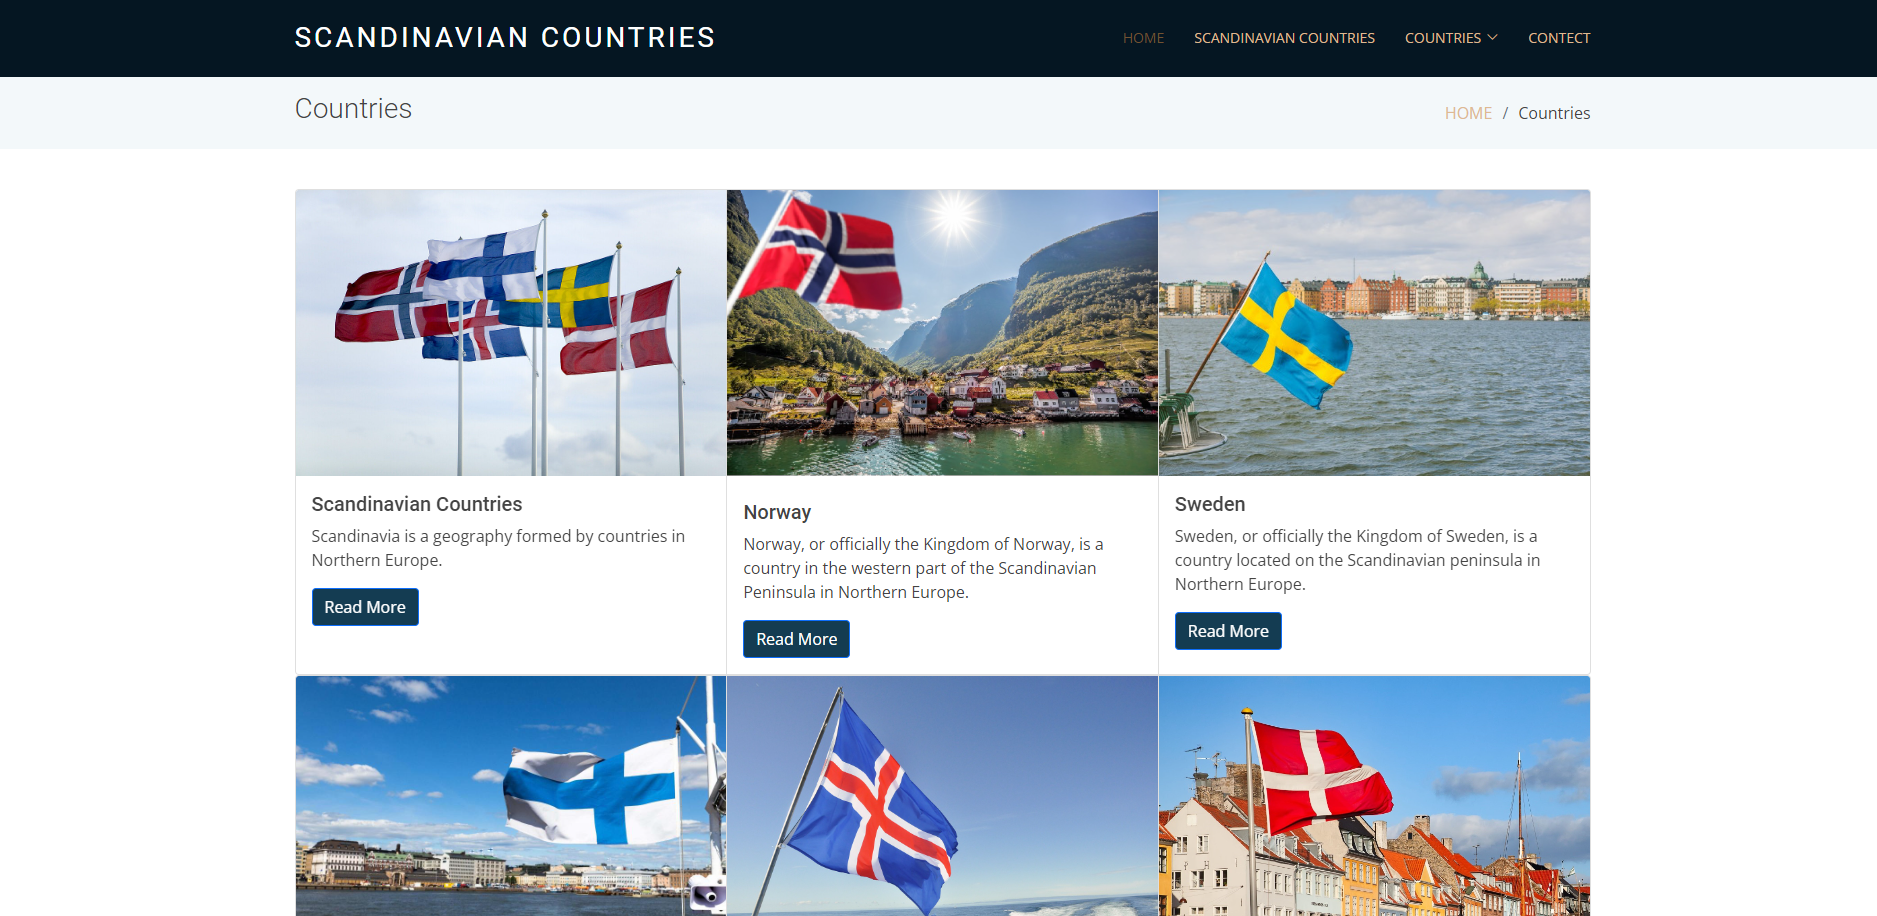 SCANDINAVIAN COUNTRIES
HOME
SCANDINAVIAN COUNTRIES
COUNTRIES
CONTECT
Countries
HOME / Countries
Scandinavian Countries
Scandinavia is a geography formed by countries in
Northern Europe.
Read More
Norway
Norway, or officially the Kingdom of Norway, is a
country in the western part of the Scandinavian
Peninsula in Northern Europe.
Read More
Sweden
Sweden, or officially the Kingdom of Sweden, is a
country located on the Scandinavian peninsula in
Northern Europe.
Read More